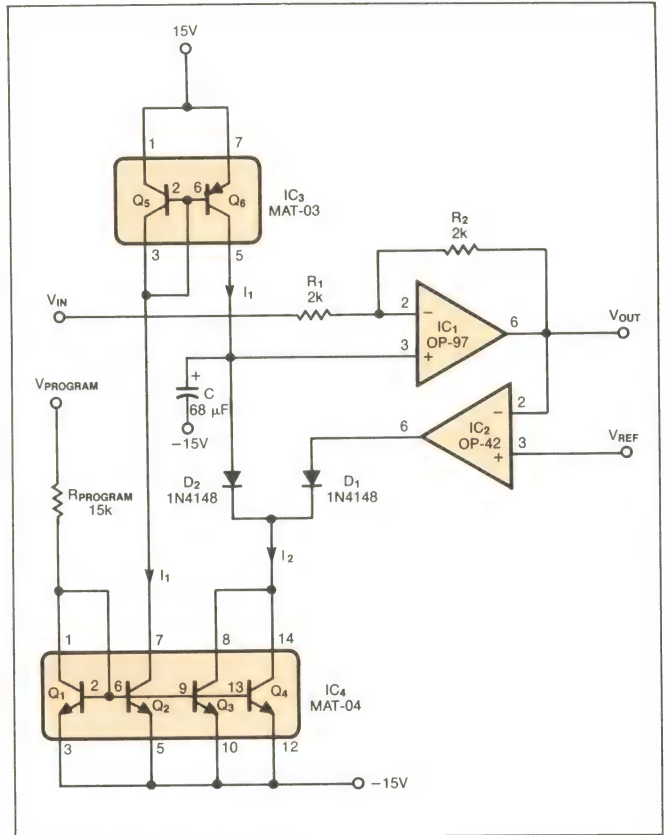 15V
1
7
Q5
2
6
Q6
IC3
MAT-03
3
5
I1
R2
2k
R1
2k
VIN
2
IC1
OP-97
6
VOUT
3
+
−
VPROGRAM
+
C
68 µF
−15V
6
2
−
IC2
OP-42
3
+
VREF
D2
1N4148
D1
1N4148
RPROGRAM
15k
I2
I1
1
7
8
14
Q1
2
6
Q2
9
Q3
13
Q4
IC4
MAT-04
3
5
10
12
−15V